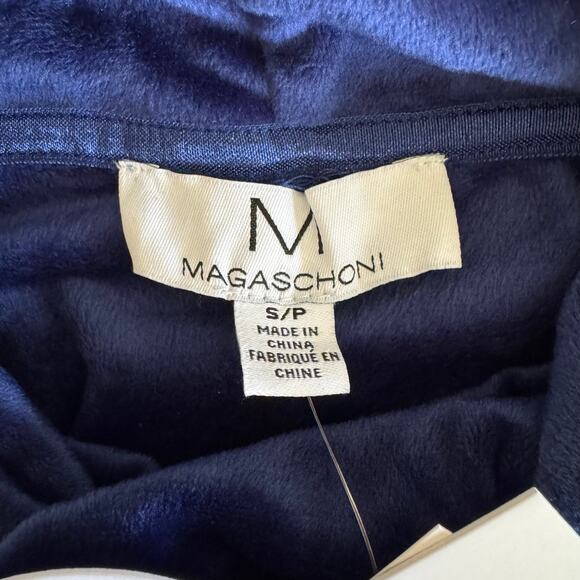 M
MAGASCHONI
S/P
MADE IN
CHINA
FABRIQUÉ EN
CHINE